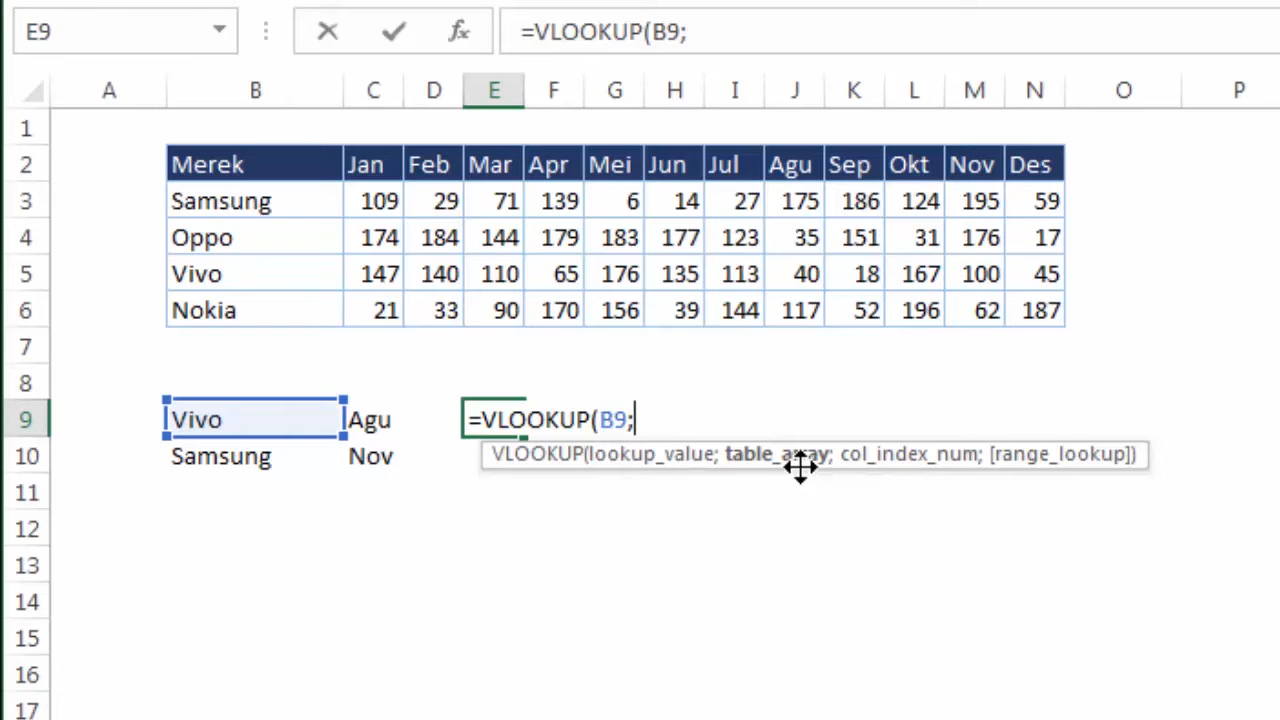 E9 fx =VLOOKUP(B9;
A B C D E F G H I J K L M N O P
1
2 Merek Jan Feb Mar Apr Mei Jun Jul Agu Sep Okt Nov Des
3 Samsung 109 29 71 139 6 14 27 175 186 124 195 59
4 Oppo 174 184 144 179 183 177 123 35 151 31 176 17
5 Vivo 147 140 110 65 176 135 113 40 18 167 100 45
6 Nokia 21 33 90 170 156 39 144 117 52 196 62 187
7
8
9 Vivo Agu =VLOOKUP(B9;
10 Samsung Nov VLOOKUP(lookup_value; table_array; col_index_num; [range_lookup])
11
12
13
14
15
16
17